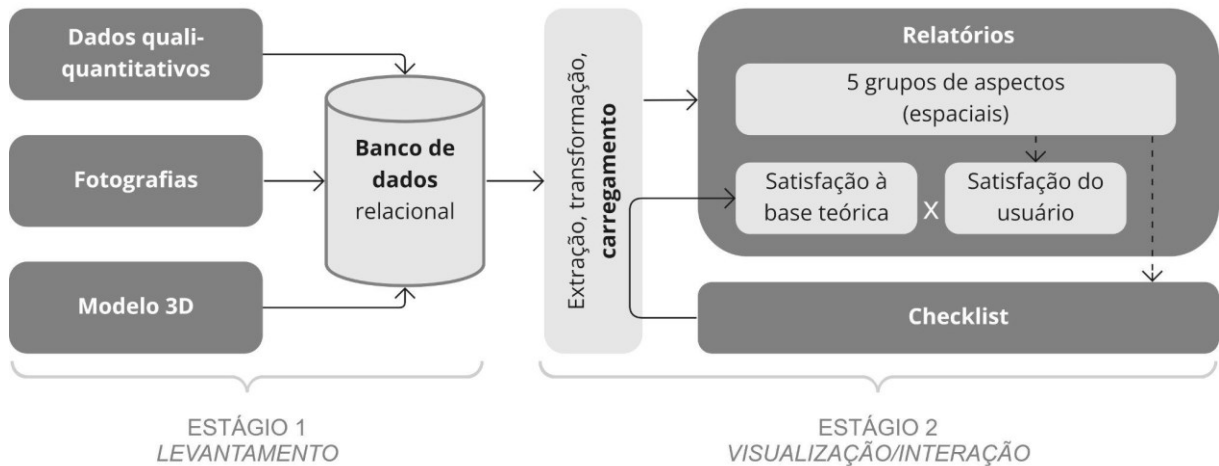 Dados quali-
quantitativos
Fotografias
Modelo 3D
Banco de
dados
relacional
Extração, transformação,
carregamento
Relatórios
5 grupos de aspectos
(espaciais)
Satisfação à
base teórica
X
Satisfação do
usuário
Checklist
ESTÁGIO 1
LEVANTAMENTO
ESTÁGIO 2
VISUALIZAÇÃO/INTERAÇÃO